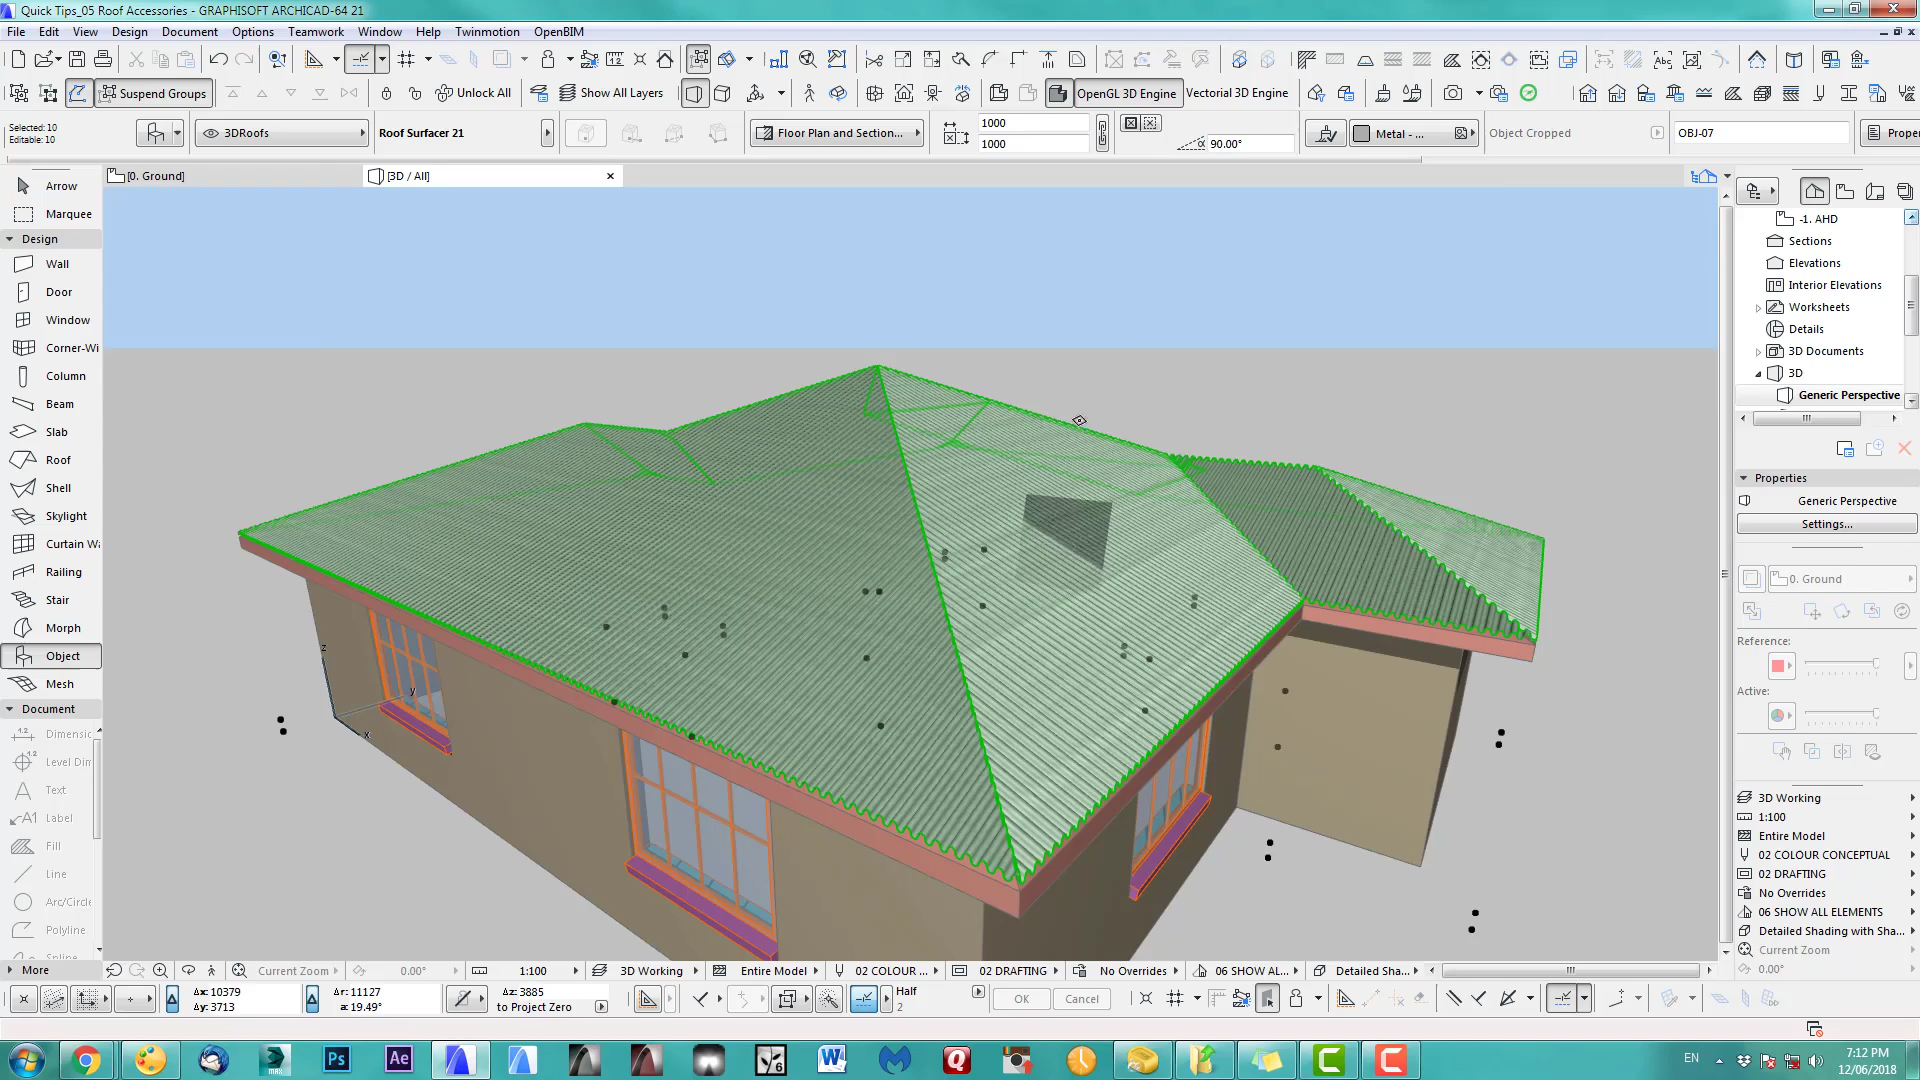 Quick Tips_05 Roof Accessories - GRAPHISOFT ARCHICAD-64 21
File Edit View Design Document Options Teamwork Window Help Twinmotion OpenBIM
Suspend Groups Unlock All Show All Layers OpenGL 3D Engine Vectorial 3D Engine
Selected: 10
Editable: 10
3DRoofs
Roof Surfacer 21
Floor Plan and Section...
1000
1000
90.00°
Metal - ...
Object Cropped
OBJ-07
Proper
[0. Ground]
[3D / All]
Arrow
Marquee
Design
Wall
Door
Window
Corner-Wi
Column
Beam
Slab
Roof
Shell
Skylight
Curtain Wa
Railing
Stair
Morph
Object
Mesh
Document
Dimensic
Level Dim
Text
Label
Fill
Line
Arc/Circle
Polyline
Spline
More
z
y
x
-1. AHD
Sections
Elevations
Interior Elevations
Worksheets
Details
3D Documents
3D
Generic Perspective
Properties
Generic Perspective
Settings...
0. Ground
Reference:
Active:
3D Working
1:100
Entire Model
02 COLOUR CONCEPTUAL
02 DRAFTING
No Overrides
06 SHOW ALL ELEMENTS
Detailed Shading with Sha...
Current Zoom
0.00°
Current Zoom 0.00° 1:100 3D Working Entire Model 02 COLOUR ... 02 DRAFTING No Overrides 06 SHOW AL... Detailed Sha...
Δx: 10379
Δy: 3713
Δr: 11127
a: 19.49°
Δz: 3885
to Project Zero
Half
2
OK
Cancel
EN
7:12 PM
12/06/2018